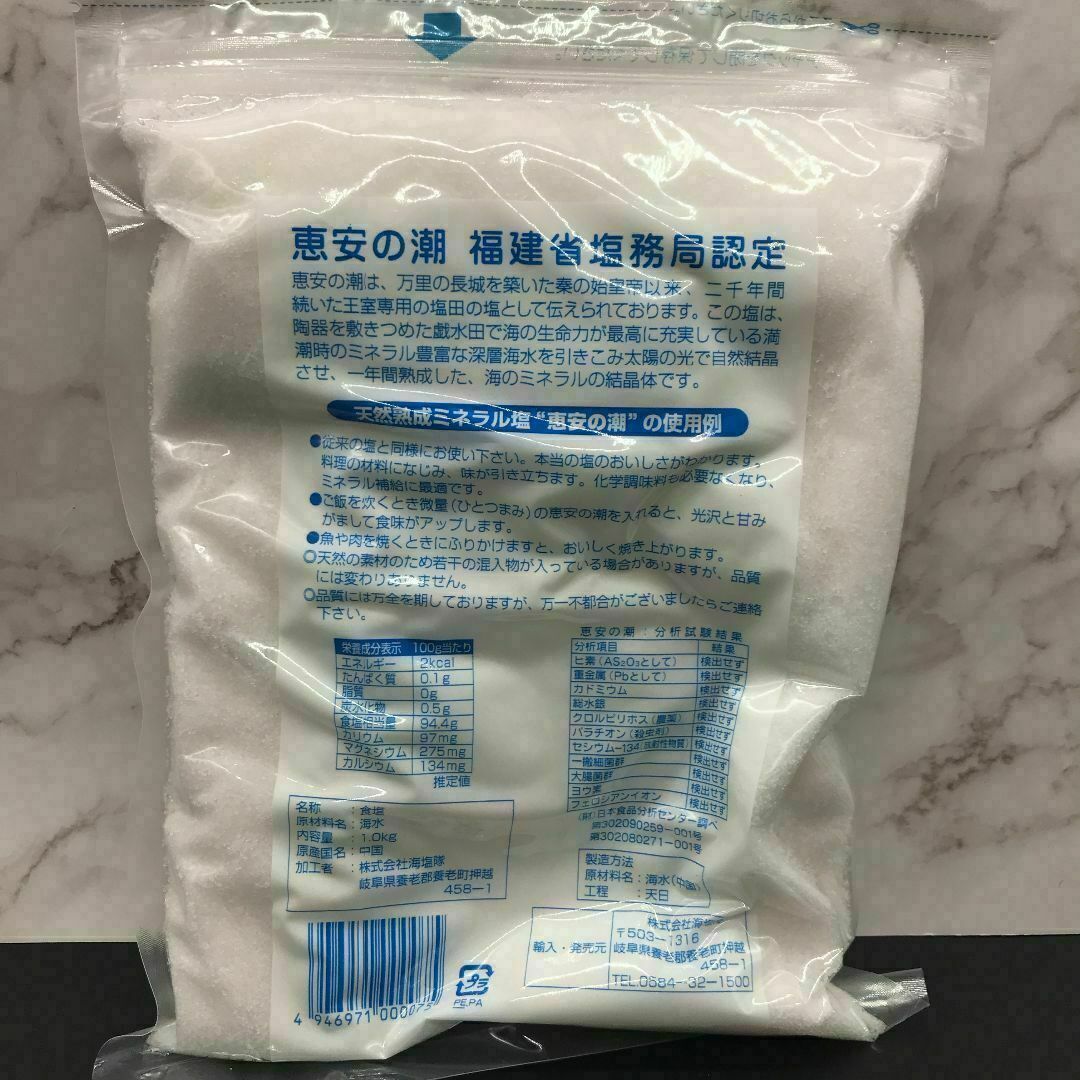 恵安の潮 福建省塩務局認定
恵安の潮は、万里の長城を築いた秦の始皇帝以来、二千年間
続いた王室専用の塩田の塩として伝えられております。この塩は、
陶器を敷きつめた戯水田で海の生命力が最高に充実している満
潮時のミネラル豊富な深層海水を引きこみ太陽の光で自然結晶
させ、一年間熟成した、海のミネラルの結晶体です。
天然熟成ミネラル塩“恵安の潮”の使用例
●従来の塩と同様にお使い下さい。本当の塩のおいしさがわかります。
料理の材料になじみ、味が引き立ちます。化学調味料も必要なくなり、
ミネラル補給に最適です。
●ご飯を炊くとき微量(ひとつまみ)の恵安の潮を入れると、光沢と甘み
がまして食味がアップします。
●魚や肉を焼くときにふりかけますと、おいしく焼き上がります。
◎天然の素材のため若干の混入物が入っている場合がありますが、品質
には変わりありません。
◎品質には万全を期しておりますが、万一不都合がございましたらご連絡
下さい。
栄養成分表示 100g当たり
エネルギー 2kcal
たんぱく質 0.1g
脂質 0g
炭水化物 0.5g
食塩相当量 94.4g
カリウム 97mg
マグネシウム 275mg
カルシウム 134mg
推定値
恵安の潮:分析試験結果
分析項目 結果
ヒ素(AS₂O₃として) 検出せず
重金属(Pbとして) 検出せず
カドミウム 検出せず
総水銀 検出せず
クロルピリホス(農薬) 検出せず
パラチオン(殺虫剤) 検出せず
セシウム-134(放射性物質) 検出せず
一般細菌群 検出せず
大腸菌群 検出せず
ヨウ素 検出せず
フェロシアンイオン 検出せず
(財)日本食品分析センター調べ
第302090259-001号
第302080271-001号
名称 :食塩
原材料名:海水
内容量 :1.0kg
原産国名:中国
加工者 :株式会社海塩隊
岐阜県養老郡養老町押越
458-1
製造方法
原材料名:海水(中国)
工程 :天日
輸入・発売元
株式会社海塩隊
〒503-1316
岐阜県養老郡養老町押越
458-1
TEL.0584-32-1500
プラ
PE,PA
4 946971 000075